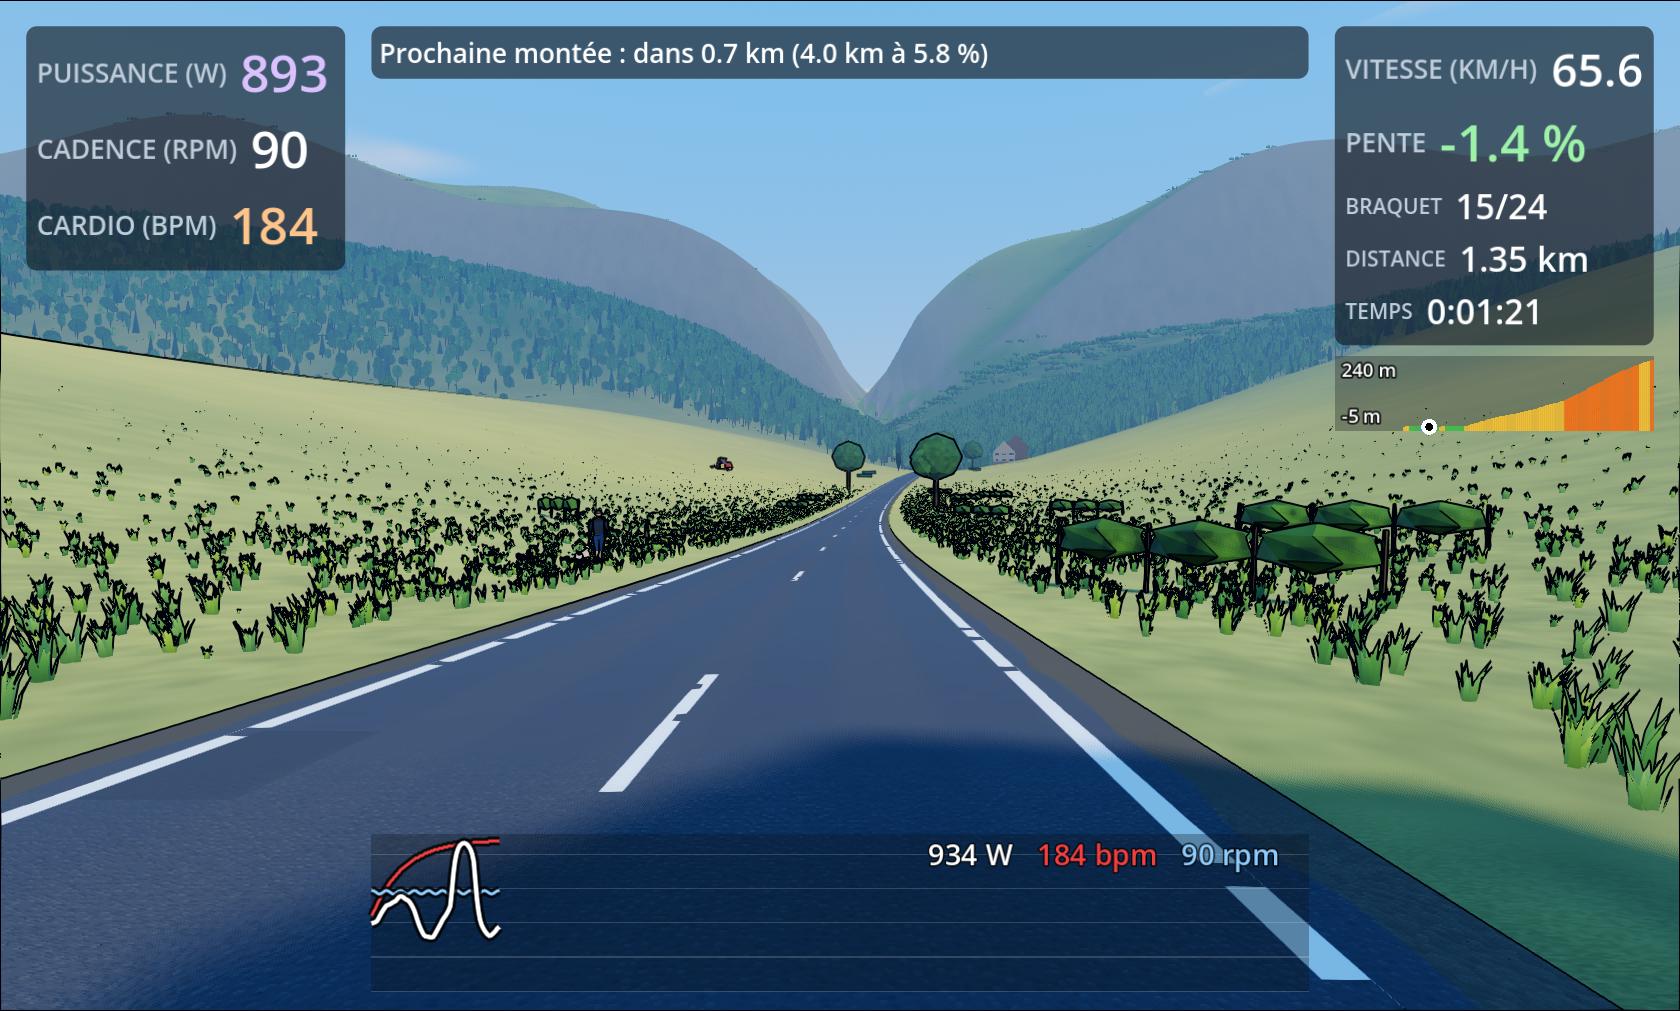 PUISSANCE (W) 893
CADENCE (RPM) 90
CARDIO (BPM) 184
Prochaine montée : dans 0.7 km (4.0 km à 5.8 %)
VITESSE (KM/H) 65.6
PENTE -1.4 %
BRAQUET 15/24
DISTANCE 1.35 km
TEMPS 0:01:21
240 m
-5 m
934 W 184 bpm 90 rpm